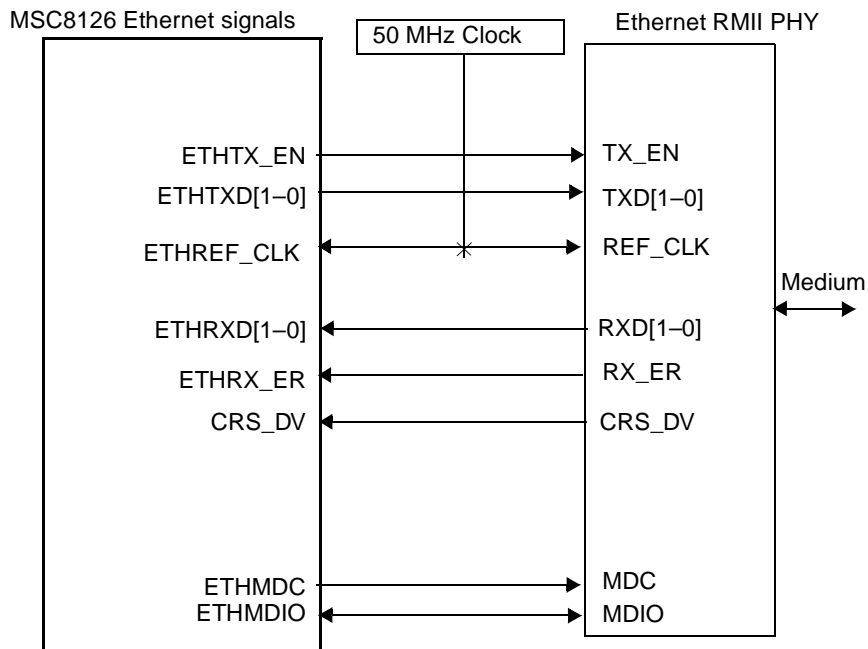 MSC8126 Ethernet signals
50 MHz Clock
Ethernet RMII PHY
ETHTX_EN
TX_EN
ETHTXD[1–0]
TXD[1–0]
ETHREF_CLK
REF_CLK
Medium
ETHRXD[1–0]
RXD[1–0]
ETHRX_ER
RX_ER
CRS_DV
CRS_DV
ETHMDC
MDC
ETHMDIO
MDIO